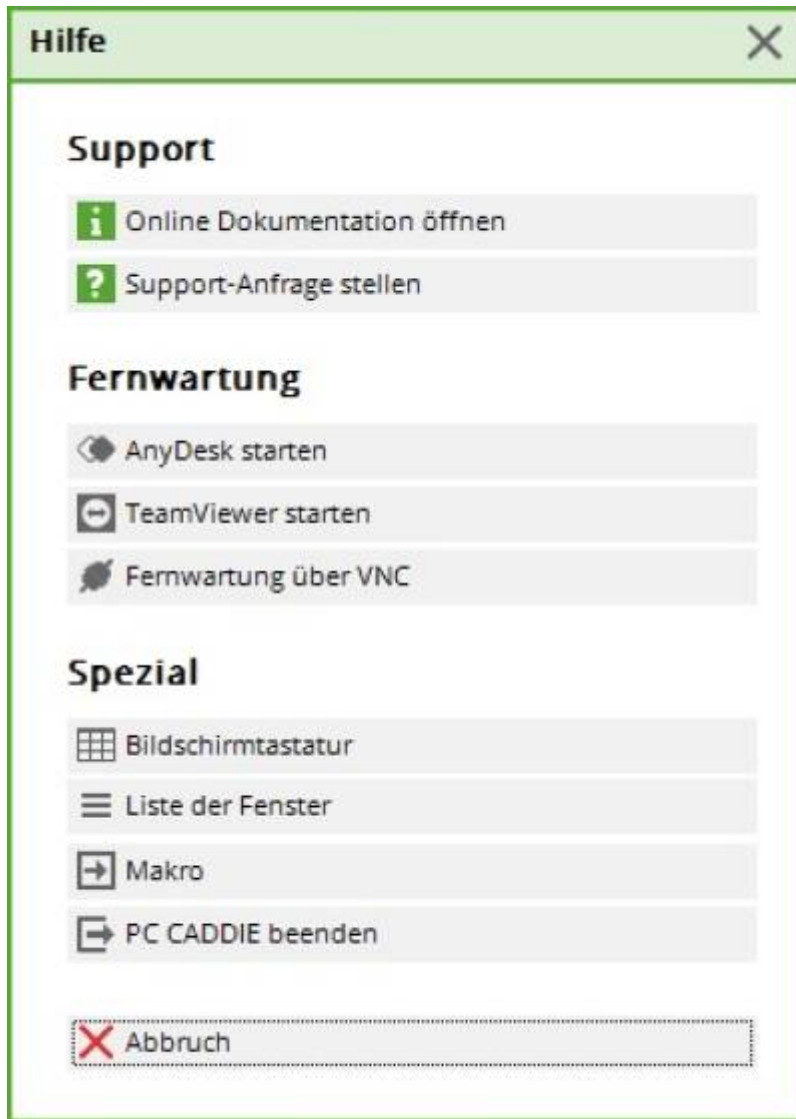 Hilfe
Support
Online Dokumentation öffnen
Support-Anfrage stellen
Fernwartung
AnyDesk starten
TeamViewer starten
Fernwartung über VNC
Spezial
Bildschirmtastatur
Liste der Fenster
Makro
PC CADDIE beenden
Abbruch